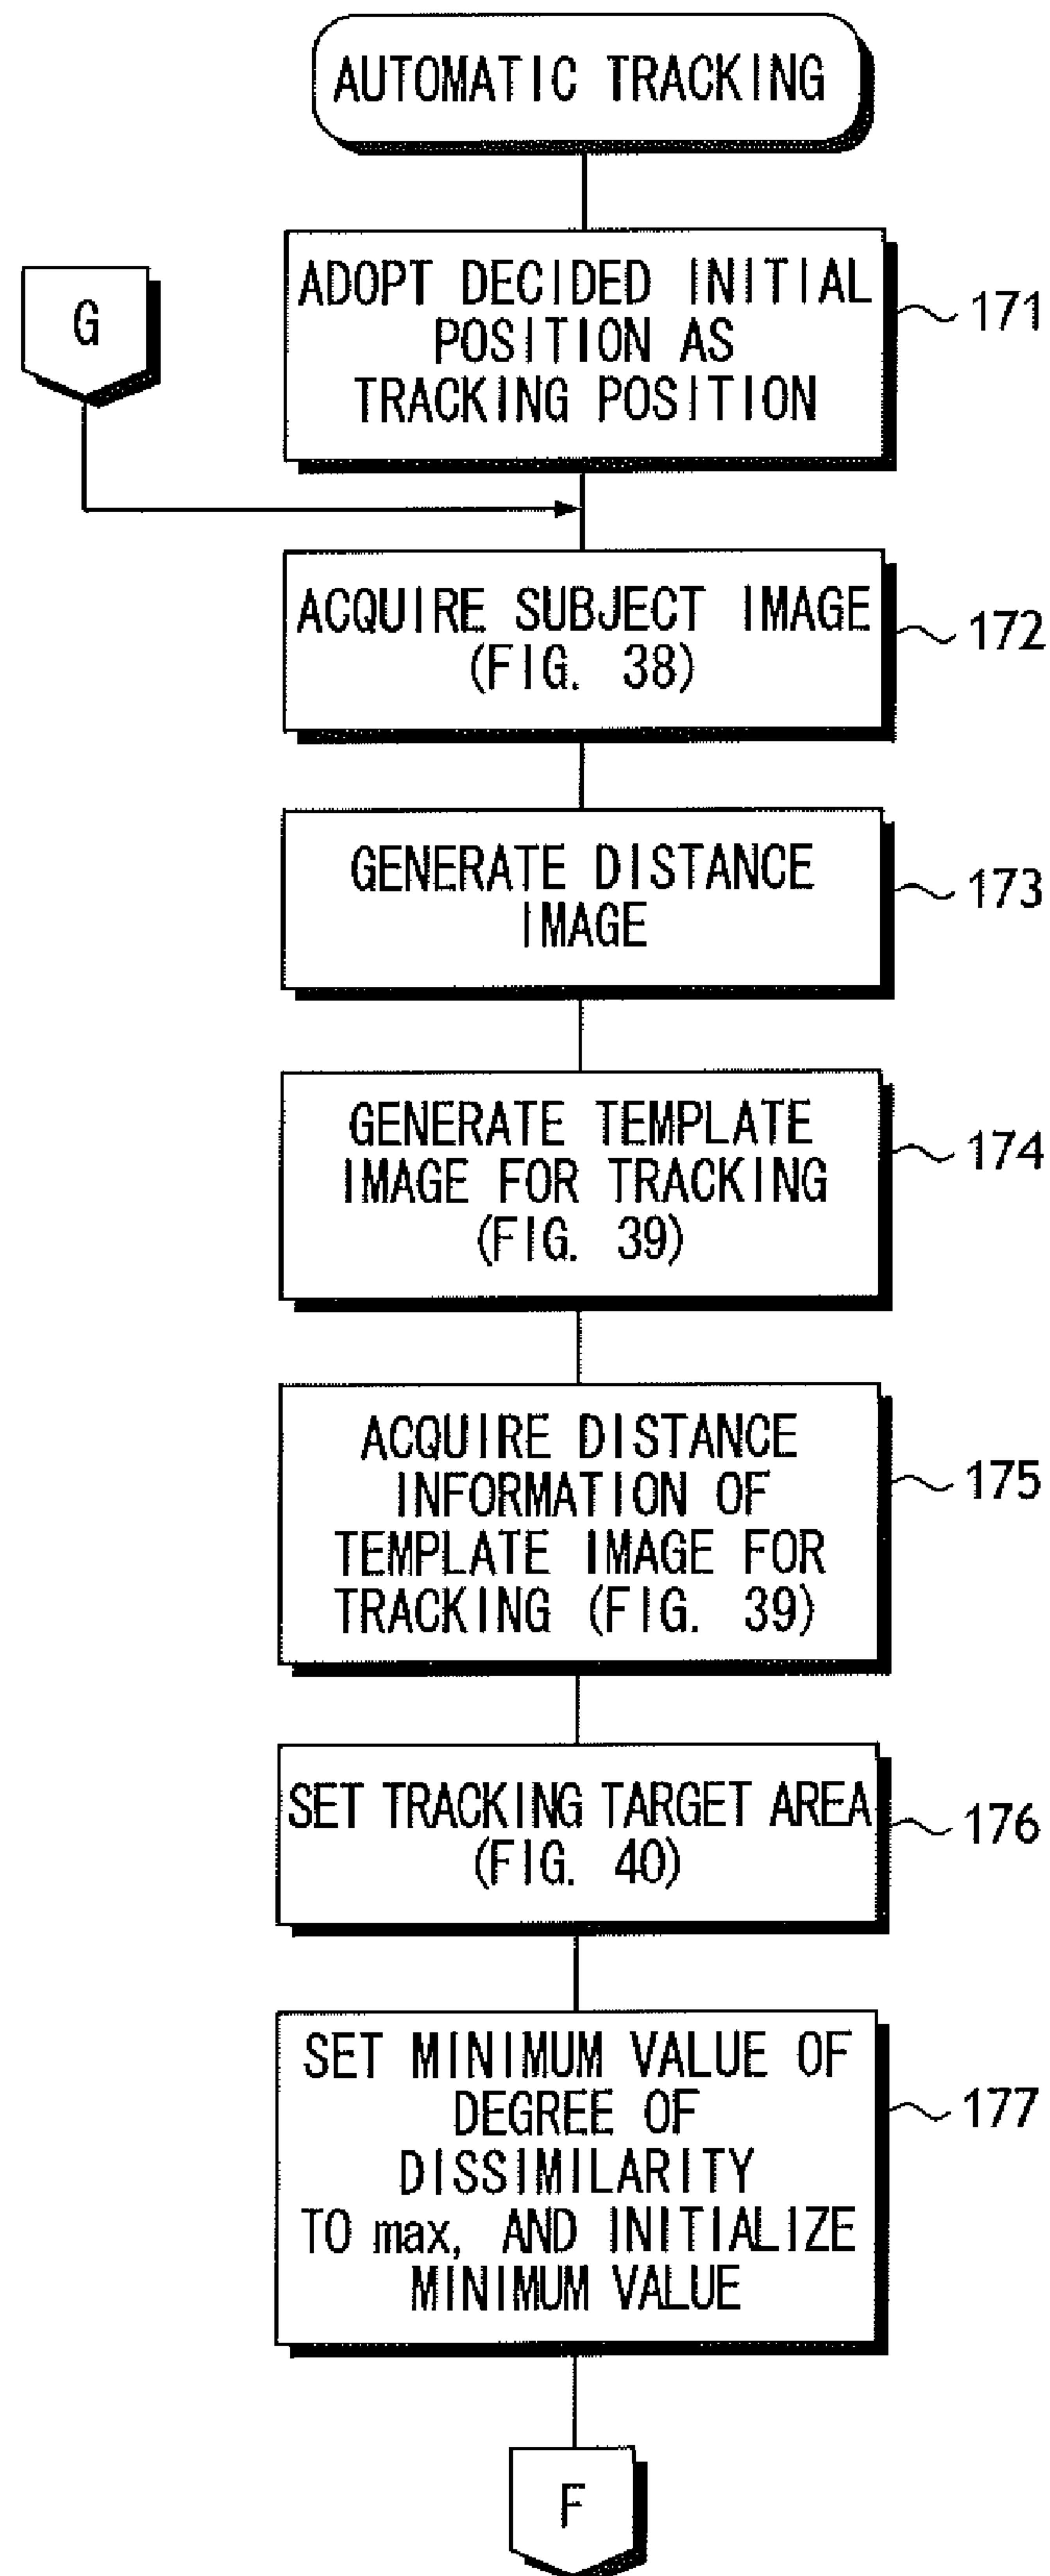 AUTOMATIC TRACKING
ADOPT DECIDED INITIAL
POSITION AS
TRACKING POSITION
171
G
ACQUIRE SUBJECT IMAGE
(FIG. 38)
172
GENERATE DISTANCE
IMAGE
173
GENERATE TEMPLATE
IMAGE FOR TRACKING
(FIG. 39)
174
ACQUIRE DISTANCE
INFORMATION OF
TEMPLATE IMAGE FOR
TRACKING (FIG. 39)
175
SET TRACKING TARGET AREA
(FIG. 40)
176
SET MINIMUM VALUE OF
DEGREE OF
DISSIMILARITY
TO max, AND INITIALIZE
MINIMUM VALUE
177
F